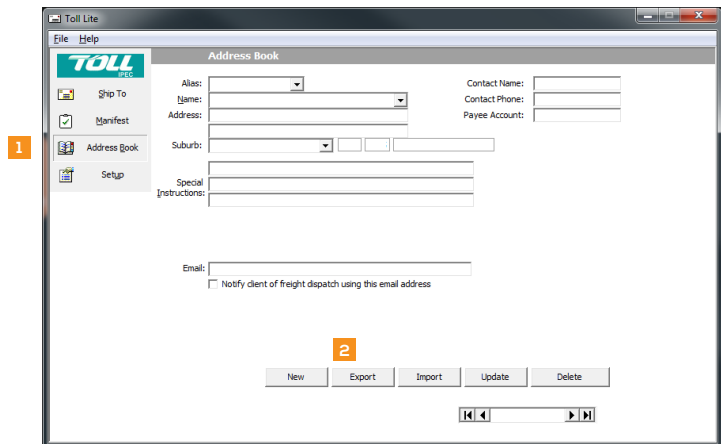 Toll Lite
File Help
TOLL
IPEC
Address Book
Ship To
Manifest
1
Address Book
Setup
Alias:
Name:
Address:
Suburb:
Special
Instructions:
Contact Name:
Contact Phone:
Payee Account:
Email:
Notify client of freight dispatch using this email address
2
New Export Import Update Delete